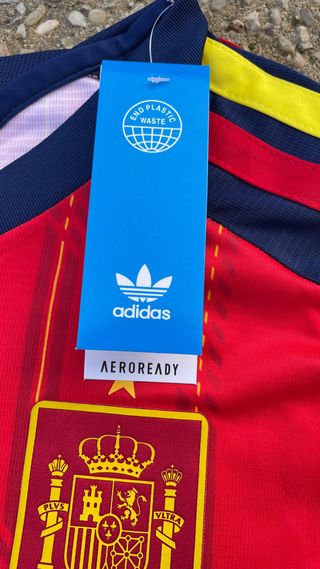 END PLASTIC
WASTE
adidas
AEROREADY
PLVS VLTRA